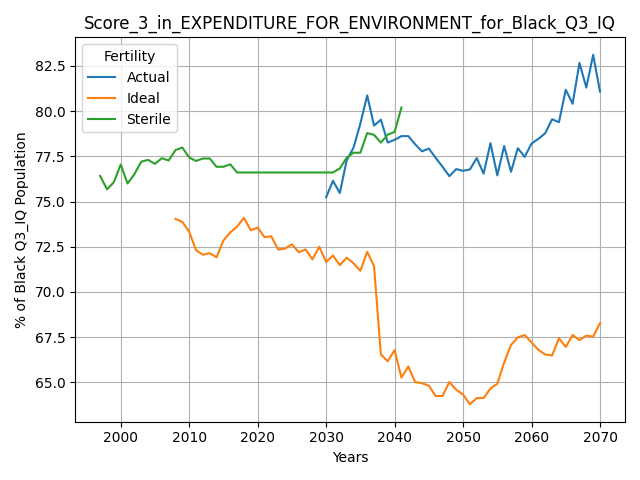 Score_3_in_EXPENDITURE_FOR_ENVIRONMENT_for_Black_Q3_IQ
Fertility
Actual
Ideal
Sterile
% of Black Q3_IQ Population
82.5
80.0
77.5
75.0
72.5
70.0
67.5
65.0
2000 2010 2020 2030 2040 2050 2060 2070
Years